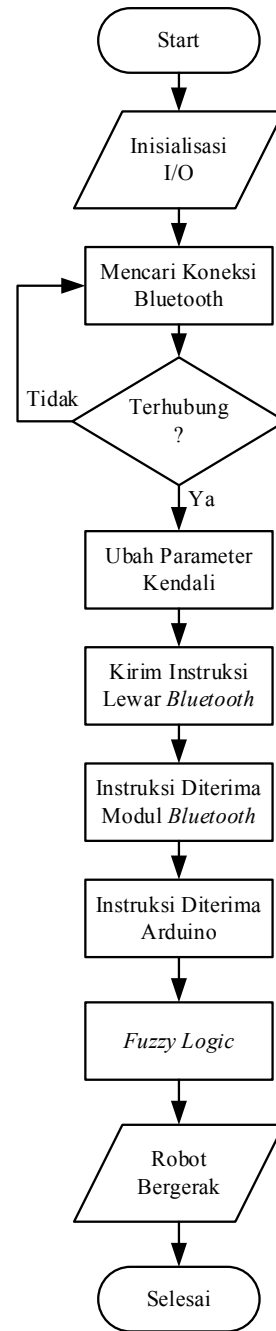 Start
Inisialisasi
I/O
Mencari Koneksi
Bluetooth
Tidak
Terhubung
?
Ya
Ubah Parameter
Kendali
Kirim Instruksi
Lewar Bluetooth
Instruksi Diterima
Modul Bluetooth
Instruksi Diterima
Arduino
Fuzzy Logic
Robot
Bergerak
Selesai